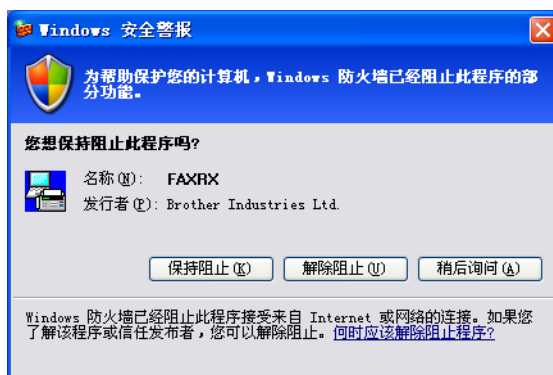 Windows 安全警报
为帮助保护您的计算机，Windows 防火墙已经阻止此程序的部
分功能。
您想保持阻止此程序吗?
名称(N): FAXRX
发行者(P): Brother Industries Ltd.
保持阻止(K) 解除阻止(U) 稍后询问(A)
Windows 防火墙已经阻止此程序接受来自 Internet 或网络的连接。如果您
了解该程序或信任发布者，您可以解除阻止。何时应该解除阻止程序?